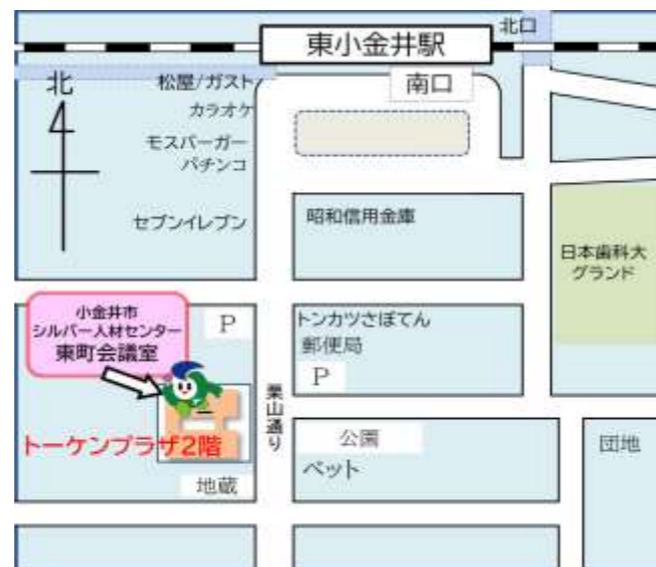 北口
東小金井駅
北
松屋/ガスト
南口
カラオケ
モスバーガー
パチンコ
セブンイレブン
昭和信用金庫
日本歯科大
グランド
小金井市
シルバー人材センター
東町会議室
P
トンカツさぼてん
郵便局
P
栗山通り
トーケンプラザ2階
地蔵
公園
ペット
団地